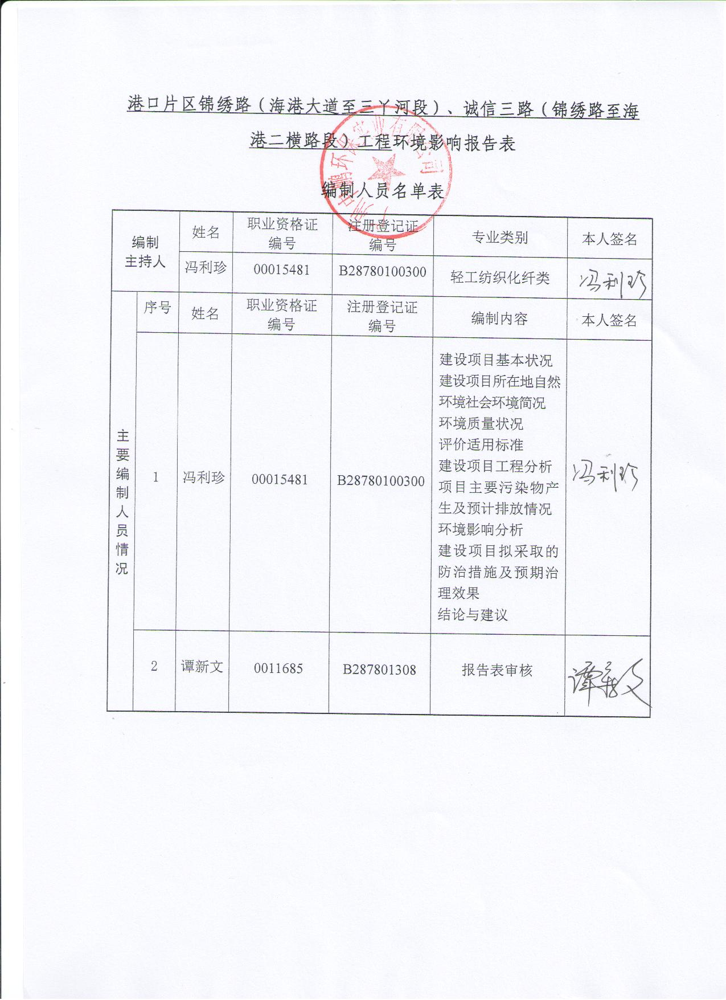 港口片区锦绣路（海港大道至三丫河段）、诚信三路（锦绣路至海
港二横路段）工程环境影响报告表
编制人员名单表
编制
主持人
姓名
职业资格证
编号
注册登记证
编号
专业类别
本人签名
冯利珍
00015481
B28780100300
轻工纺织化纤类
冯利珍
主要编制人员情况
序号
姓名
职业资格证
编号
注册登记证
编号
编制内容
本人签名
1
冯利珍
00015481
B28780100300
建设项目基本状况
建设项目所在地自然
环境社会环境简况
环境质量状况
评价适用标准
建设项目工程分析
项目主要污染物产
生及预计排放情况
环境影响分析
建设项目拟采取的
防治措施及预期治
理效果
结论与建议
冯利珍
2
谭新文
0011685
B287801308
报告表审核
谭新文